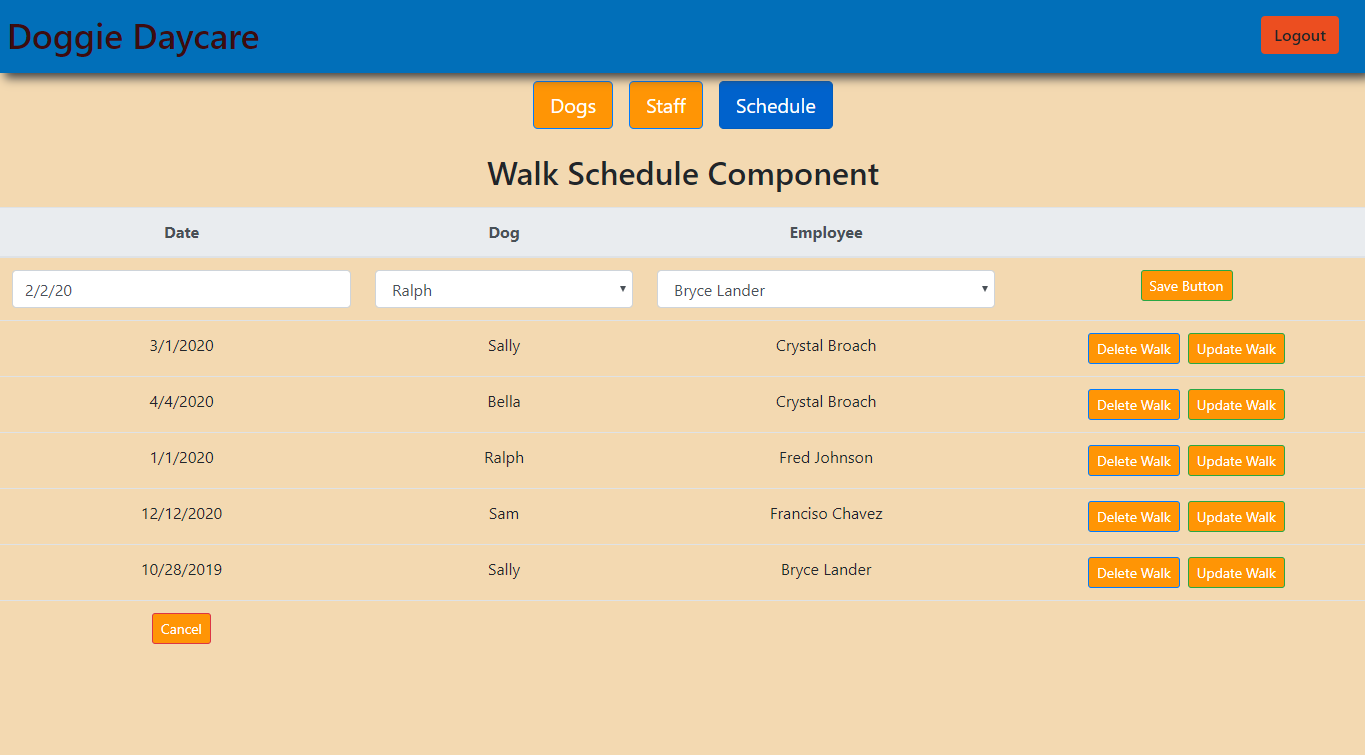 Doggie Daycare Logout
Dogs Staff Schedule
Walk Schedule Component
Date Dog Employee
2/2/20 Ralph Bryce Lander Save Button
3/1/2020 Sally Crystal Broach Delete Walk Update Walk
4/4/2020 Bella Crystal Broach Delete Walk Update Walk
1/1/2020 Ralph Fred Johnson Delete Walk Update Walk
12/12/2020 Sam Franciso Chavez Delete Walk Update Walk
10/28/2019 Sally Bryce Lander Delete Walk Update Walk
Cancel